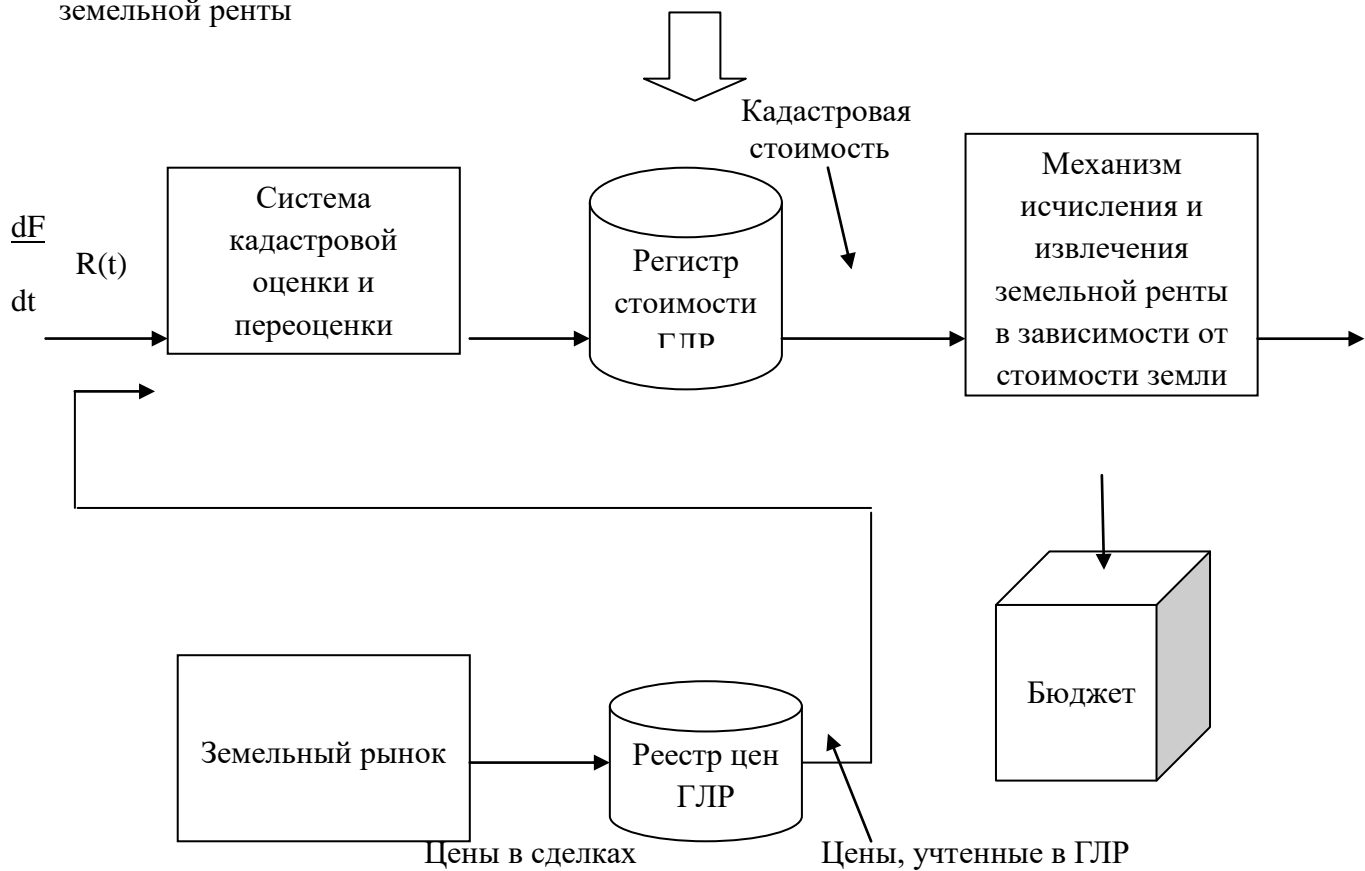 земельной ренты
Кадастровая
стоимость
dF
R(t)
dt
Система
кадастровой
оценки и
переоценки
Регистр
стоимости
ГЛР
Механизм
исчисления и
извлечения
земельной ренты
в зависимости от
стоимости земли
Земельный рынок
Реестр цен
ГЛР
Бюджет
Цены в сделках
Цены, учтенные в ГЛР